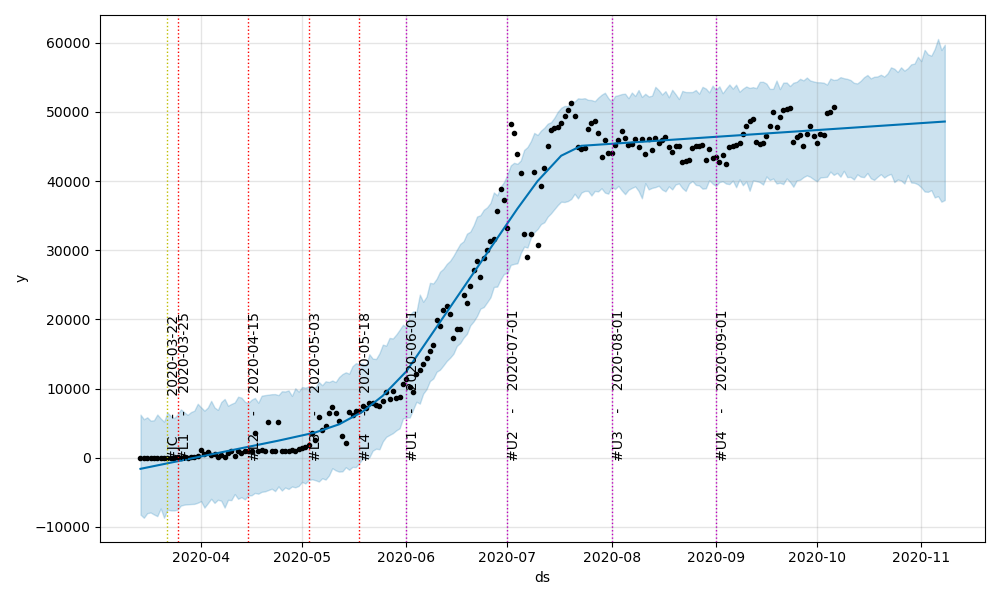 60000
50000
40000
30000
20000
10000
0
−10000
y
#JC - 2020-03-22
#L1 - 2020-03-25
#L2 - 2020-04-15
#L3 - 2020-05-03
#L4 - 2020-05-18
#U1 - 2020-06-01
#U2 - 2020-07-01
#U3 - 2020-08-01
#U4 - 2020-09-01
2020-04
2020-05
2020-06
2020-07
2020-08
2020-09
2020-10
2020-11
ds